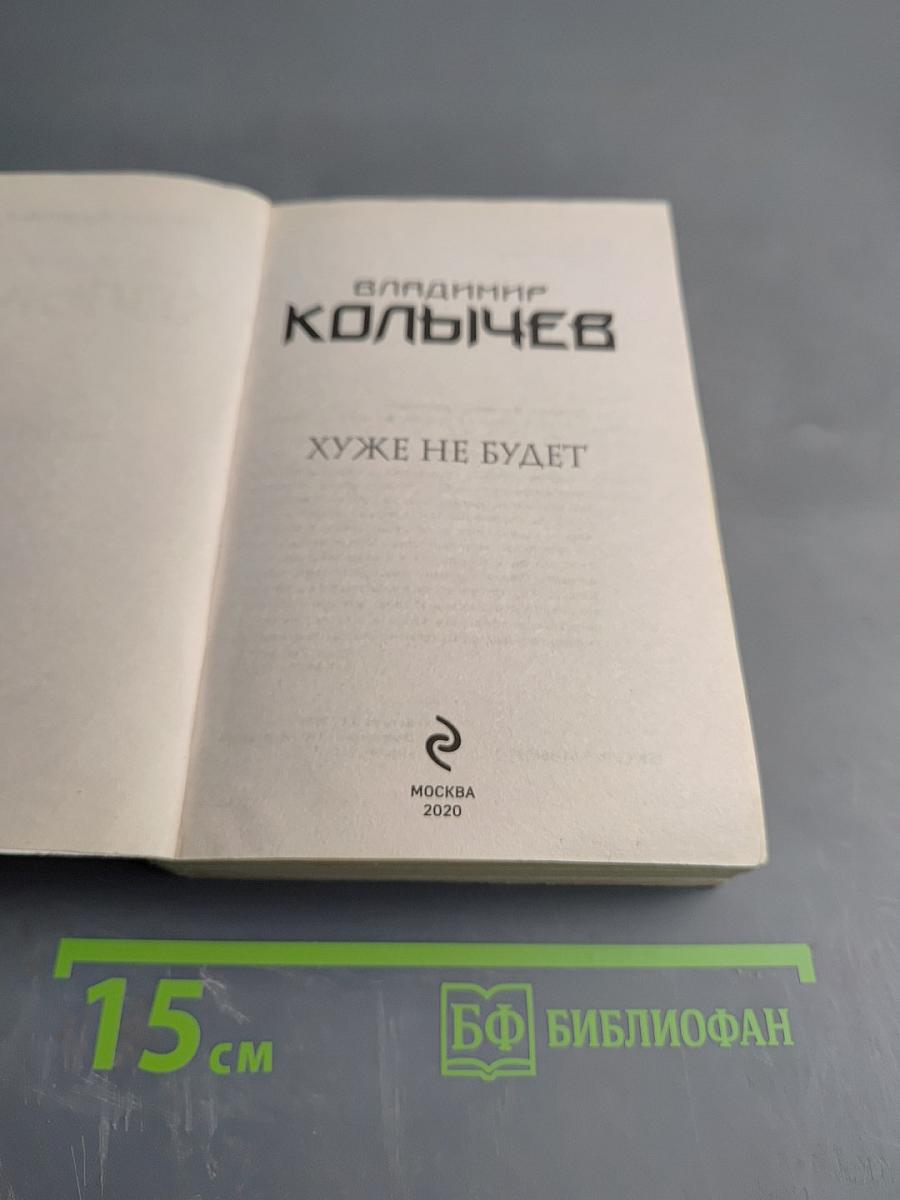 ВЛАДИМИР
КОЛЫЧЕВ
ХУЖЕ НЕ БУДЕТ
МОСКВА
2020
15 см
БФ БИБЛИОФАН